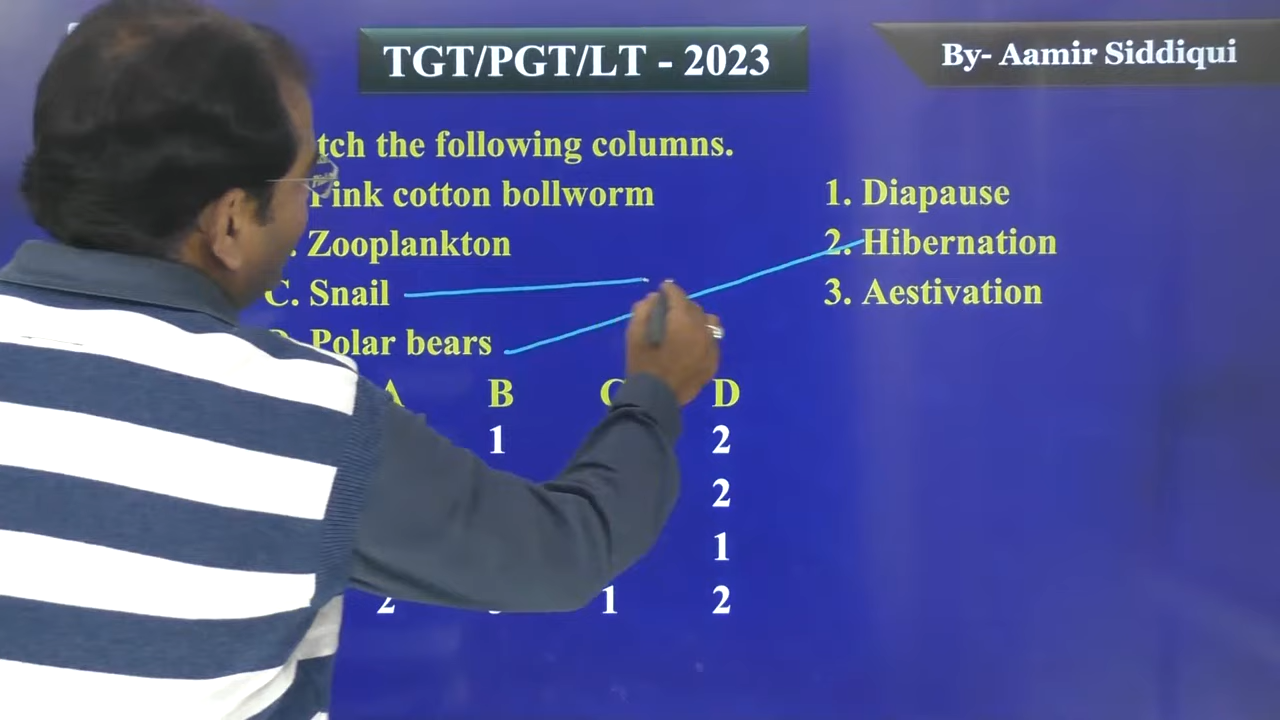 TGT/PGT/LT - 2023
By- Aamir Siddiqui
tch the following columns.
ink cotton bollworm 1. Diapause
. Zooplankton 2. Hibernation
C. Snail 3. Aestivation
Polar bears
A B C D
1 2
2
1
2 1 2